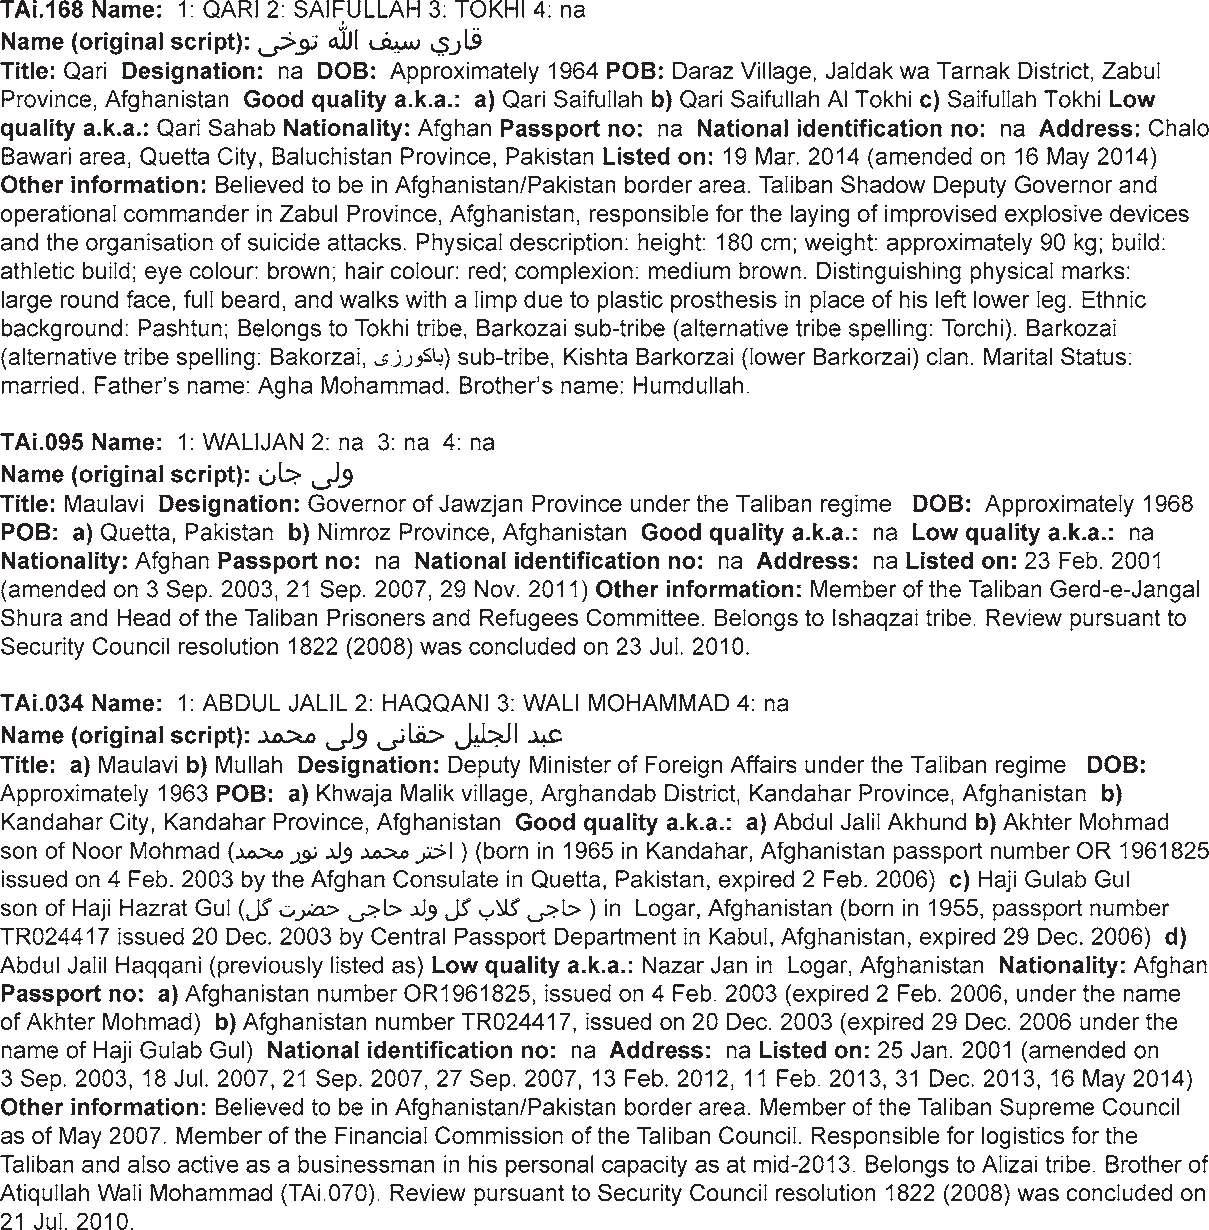 TAi.168 Name: 1: QARI 2: SAIFULLAH 3: TOKHI 4: na
Name (original script): قاري سيف الله توخی
Title: Qari Designation: na DOB: Approximately 1964 POB: Daraz Village, Jaldak wa Tarnak District, Zabul
Province, Afghanistan Good quality a.k.a.: a) Qari Saifullah b) Qari Saifullah Al Tokhi c) Saifullah Tokhi Low
quality a.k.a.: Qari Sahab Nationality: Afghan Passport no: na National identification no: na Address: Chalo
Bawari area, Quetta City, Baluchistan Province, Pakistan Listed on: 19 Mar. 2014 (amended on 16 May 2014)
Other information: Believed to be in Afghanistan/Pakistan border area. Taliban Shadow Deputy Governor and
operational commander in Zabul Province, Afghanistan, responsible for the laying of improvised explosive devices
and the organisation of suicide attacks. Physical description: height: 180 cm; weight: approximately 90 kg; build:
athletic build; eye colour: brown; hair colour: red; complexion: medium brown. Distinguishing physical marks:
large round face, full beard, and walks with a limp due to plastic prosthesis in place of his left lower leg. Ethnic
background: Pashtun; Belongs to Tokhi tribe, Barkozai sub-tribe (alternative tribe spelling: Torchi). Barkozai
(alternative tribe spelling: Bakorzai, باکورزی) sub-tribe, Kishta Barkorzai (lower Barkorzai) clan. Marital Status:
married. Father’s name: Agha Mohammad. Brother’s name: Humdullah.
TAi.095 Name: 1: WALIJAN 2: na 3: na 4: na
Name (original script): ولی جان
Title: Maulavi Designation: Governor of Jawzjan Province under the Taliban regime DOB: Approximately 1968
POB: a) Quetta, Pakistan b) Nimroz Province, Afghanistan Good quality a.k.a.: na Low quality a.k.a.: na
Nationality: Afghan Passport no: na National identification no: na Address: na Listed on: 23 Feb. 2001
(amended on 3 Sep. 2003, 21 Sep. 2007, 29 Nov. 2011) Other information: Member of the Taliban Gerd-e-Jangal
Shura and Head of the Taliban Prisoners and Refugees Committee. Belongs to Ishaqzai tribe. Review pursuant to
Security Council resolution 1822 (2008) was concluded on 23 Jul. 2010.
TAi.034 Name: 1: ABDUL JALIL 2: HAQQANI 3: WALI MOHAMMAD 4: na
Name (original script): عبد الجليل حقانی ولی محمد
Title: a) Maulavi b) Mullah Designation: Deputy Minister of Foreign Affairs under the Taliban regime DOB:
Approximately 1963 POB: a) Khwaja Malik village, Arghandab District, Kandahar Province, Afghanistan b)
Kandahar City, Kandahar Province, Afghanistan Good quality a.k.a.: a) Abdul Jalil Akhund b) Akhter Mohmad
son of Noor Mohmad (اختر محمد ولد نور محمد ) (born in 1965 in Kandahar, Afghanistan passport number OR 1961825
issued on 4 Feb. 2003 by the Afghan Consulate in Quetta, Pakistan, expired 2 Feb. 2006) c) Haji Gulab Gul
son of Haji Hazrat Gul (حاجی گلاب گل ولد حاجی حضرت گل ) in Logar, Afghanistan (born in 1955, passport number
TR024417 issued 20 Dec. 2003 by Central Passport Department in Kabul, Afghanistan, expired 29 Dec. 2006) d)
Abdul Jalil Haqqani (previously listed as) Low quality a.k.a.: Nazar Jan in Logar, Afghanistan Nationality: Afghan
Passport no: a) Afghanistan number OR1961825, issued on 4 Feb. 2003 (expired 2 Feb. 2006, under the name
of Akhter Mohmad) b) Afghanistan number TR024417, issued on 20 Dec. 2003 (expired 29 Dec. 2006 under the
name of Haji Gulab Gul) National identification no: na Address: na Listed on: 25 Jan. 2001 (amended on
3 Sep. 2003, 18 Jul. 2007, 21 Sep. 2007, 27 Sep. 2007, 13 Feb. 2012, 11 Feb. 2013, 31 Dec. 2013, 16 May 2014)
Other information: Believed to be in Afghanistan/Pakistan border area. Member of the Taliban Supreme Council
as of May 2007. Member of the Financial Commission of the Taliban Council. Responsible for logistics for the
Taliban and also active as a businessman in his personal capacity as at mid-2013. Belongs to Alizai tribe. Brother of
Atiqullah Wali Mohammad (TAi.070). Review pursuant to Security Council resolution 1822 (2008) was concluded on
21 Jul. 2010.